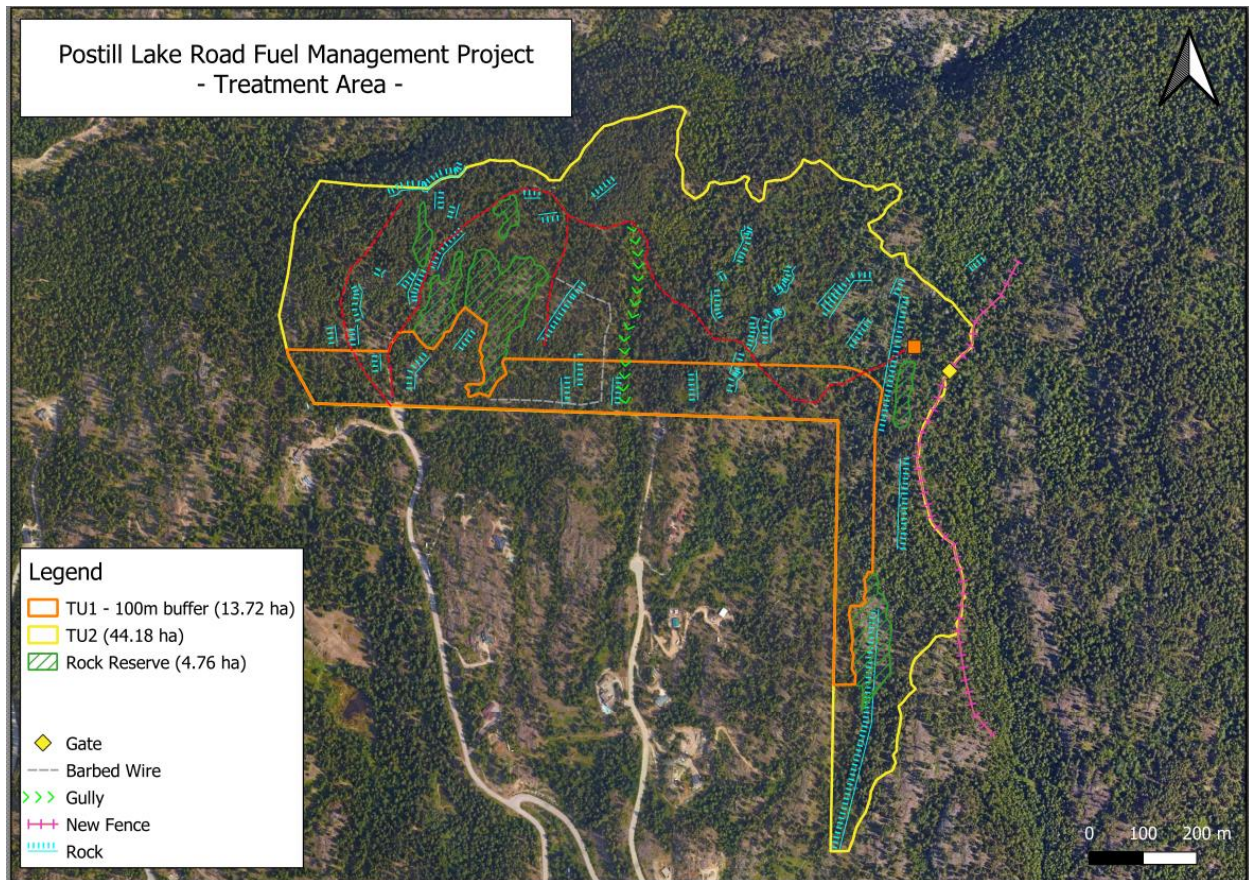 Postill Lake Road Fuel Management Project
- Treatment Area -
Legend
TU1 - 100m buffer (13.72 ha)
TU2 (44.18 ha)
Rock Reserve (4.76 ha)
Gate
Barbed Wire
Gully
New Fence
Rock
0 100 200 m